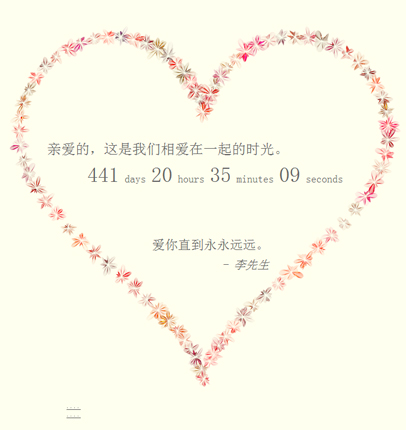 亲爱的，这是我们相爱在一起的时光。
441 days 20 hours 35 minutes 09 seconds
爱你直到永永远远。
- 李先生